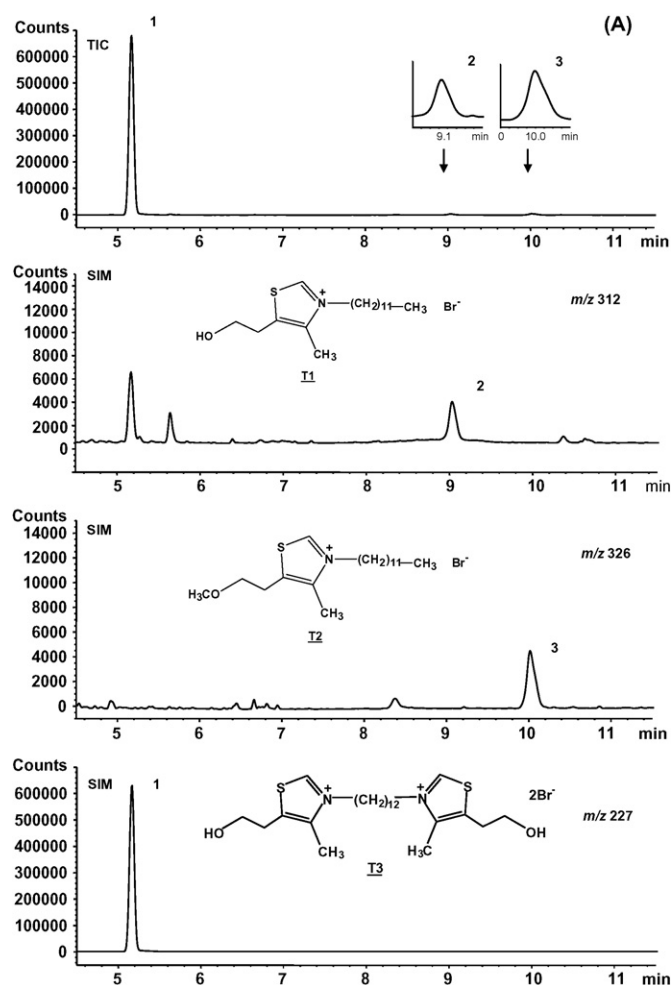 Counts
1
(A)
700000
TIC
600000
500000
400000
300000
200000
100000
0
2
3
9.1 min
0 10.0 min
5 6 7 8 9 10 11 min
Counts
14000
SIM
12000
10000
8000
6000
4000
2000
0
m/z 312
S
+
N
(CH₂)11—CH₃
Br-
HO
CH₃
T1
2
5 6 7 8 9 10 11 min
Counts
14000
SIM
12000
10000
8000
6000
4000
2000
0
m/z 326
S
+
N
(CH₂)11—CH₃
Br-
H₃CO
CH₃
T2
3
5 6 7 8 9 10 11 min
Counts
SIM
1
600000
500000
400000
300000
200000
100000
0
S
+
N
(CH₂)12
+
N
S
2Br-
m/z 227
HO
CH₃
H₃C
OH
T3
5 6 7 8 9 10 11 min